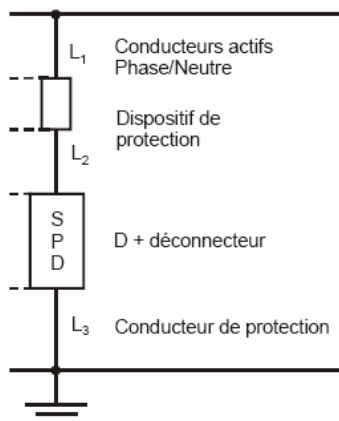 L1
Conducteurs actifs
Phase/Neutre
Dispositif de
protection
L2
S
P
D
D + déconnecteur
L3
Conducteur de protection